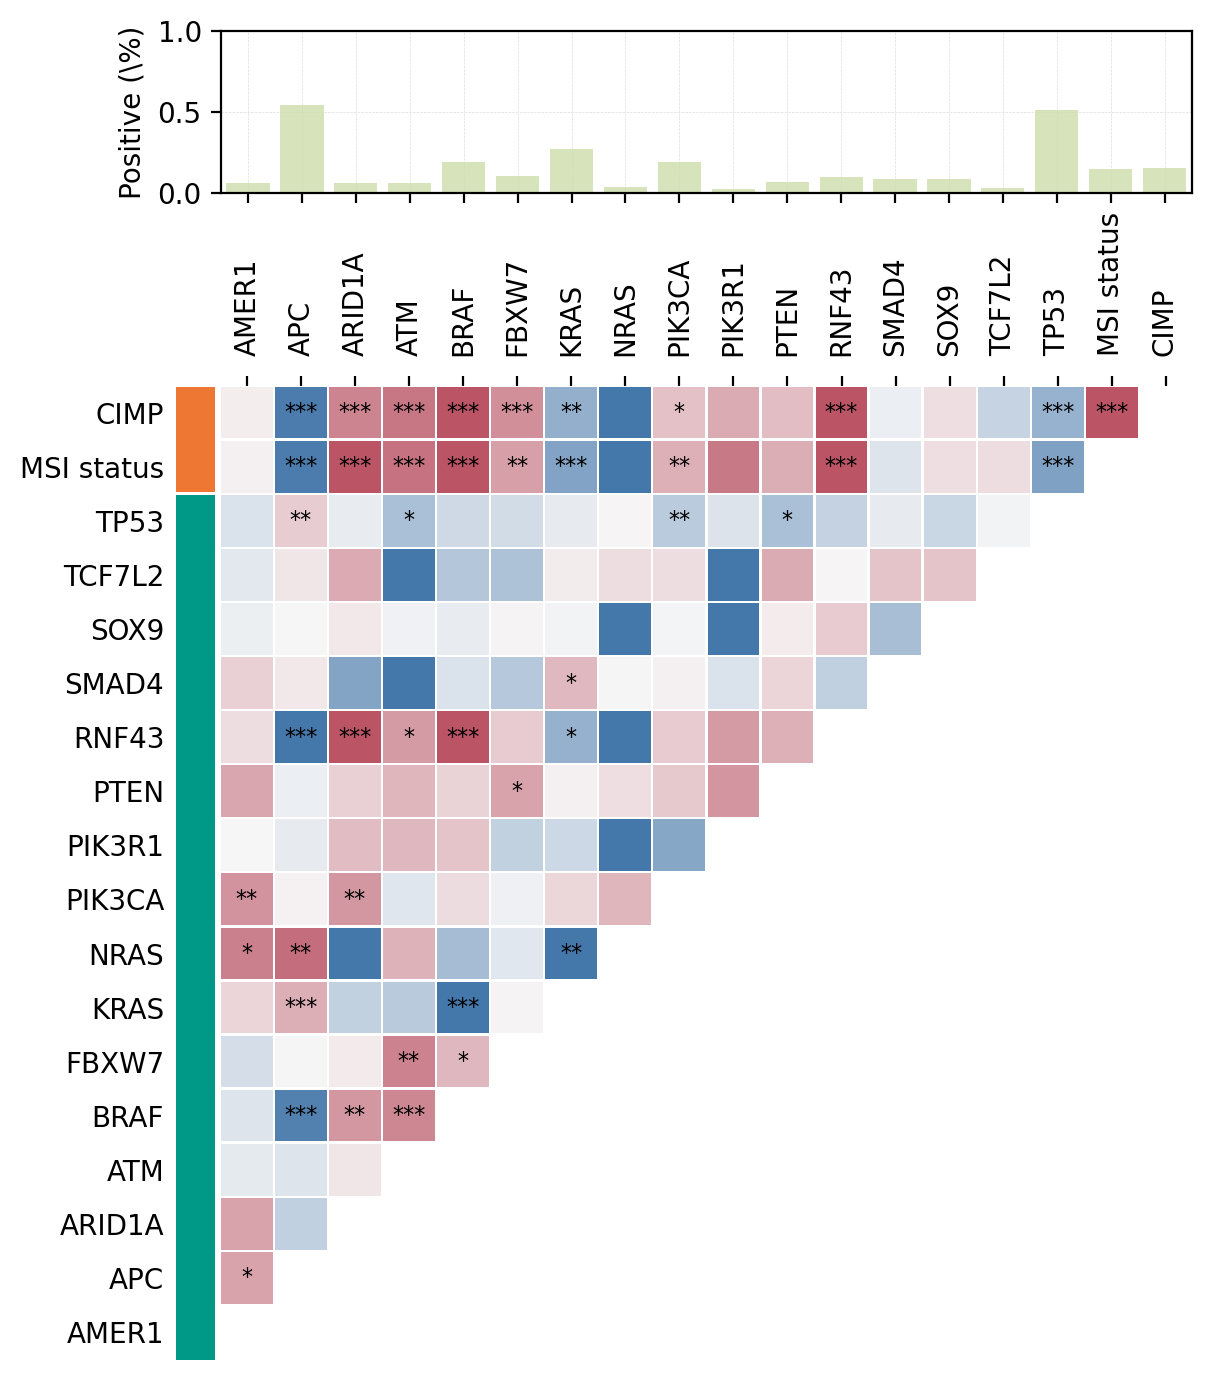 Positive (\%)
1.0
0.5
0.0
AMER1 APC ARID1A ATM BRAF FBXW7 KRAS NRAS PIK3CA PIK3R1 PTEN RNF43 SMAD4 SOX9 TCF7L2 TP53 MSI status CIMP
CIMP *** *** *** *** *** ** * *** *** ***
MSI status *** *** *** *** ** *** ** *** ***
TP53 ** * ** *
TCF7L2
SOX9
SMAD4 *
RNF43 *** *** * *** *
PTEN *
PIK3R1
PIK3CA ** **
NRAS * ** **
KRAS *** ***
FBXW7 ** *
BRAF *** ** ***
ATM
ARID1A
APC *
AMER1